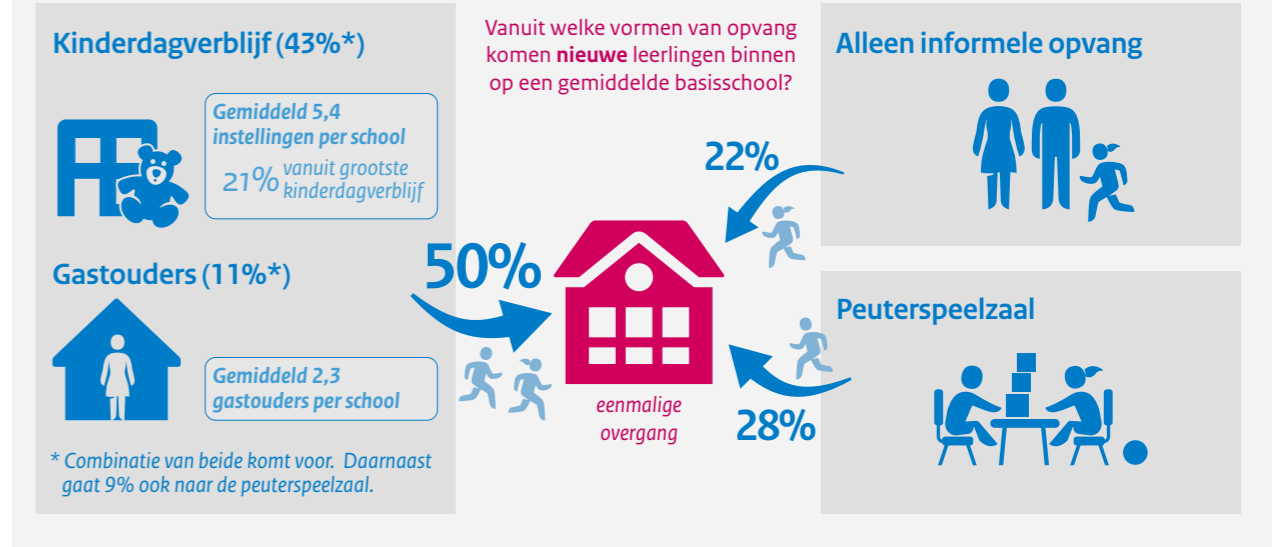 Kinderdagverblijf (43%*)
Gemiddeld 5,4
instellingen per school
21% vanuit grootste
kinderdagverblijf
Gastouders (11%*)
Gemiddeld 2,3
gastouders per school
* Combinatie van beide komt voor. Daarnaast
gaat 9% ook naar de peuterspeelzaal.
Vanuit welke vormen van opvang
komen nieuwe leerlingen binnen
op een gemiddelde basisschool?
50%
22%
28%
eenmalige
overgang
Alleen informele opvang
Peuterspeelzaal